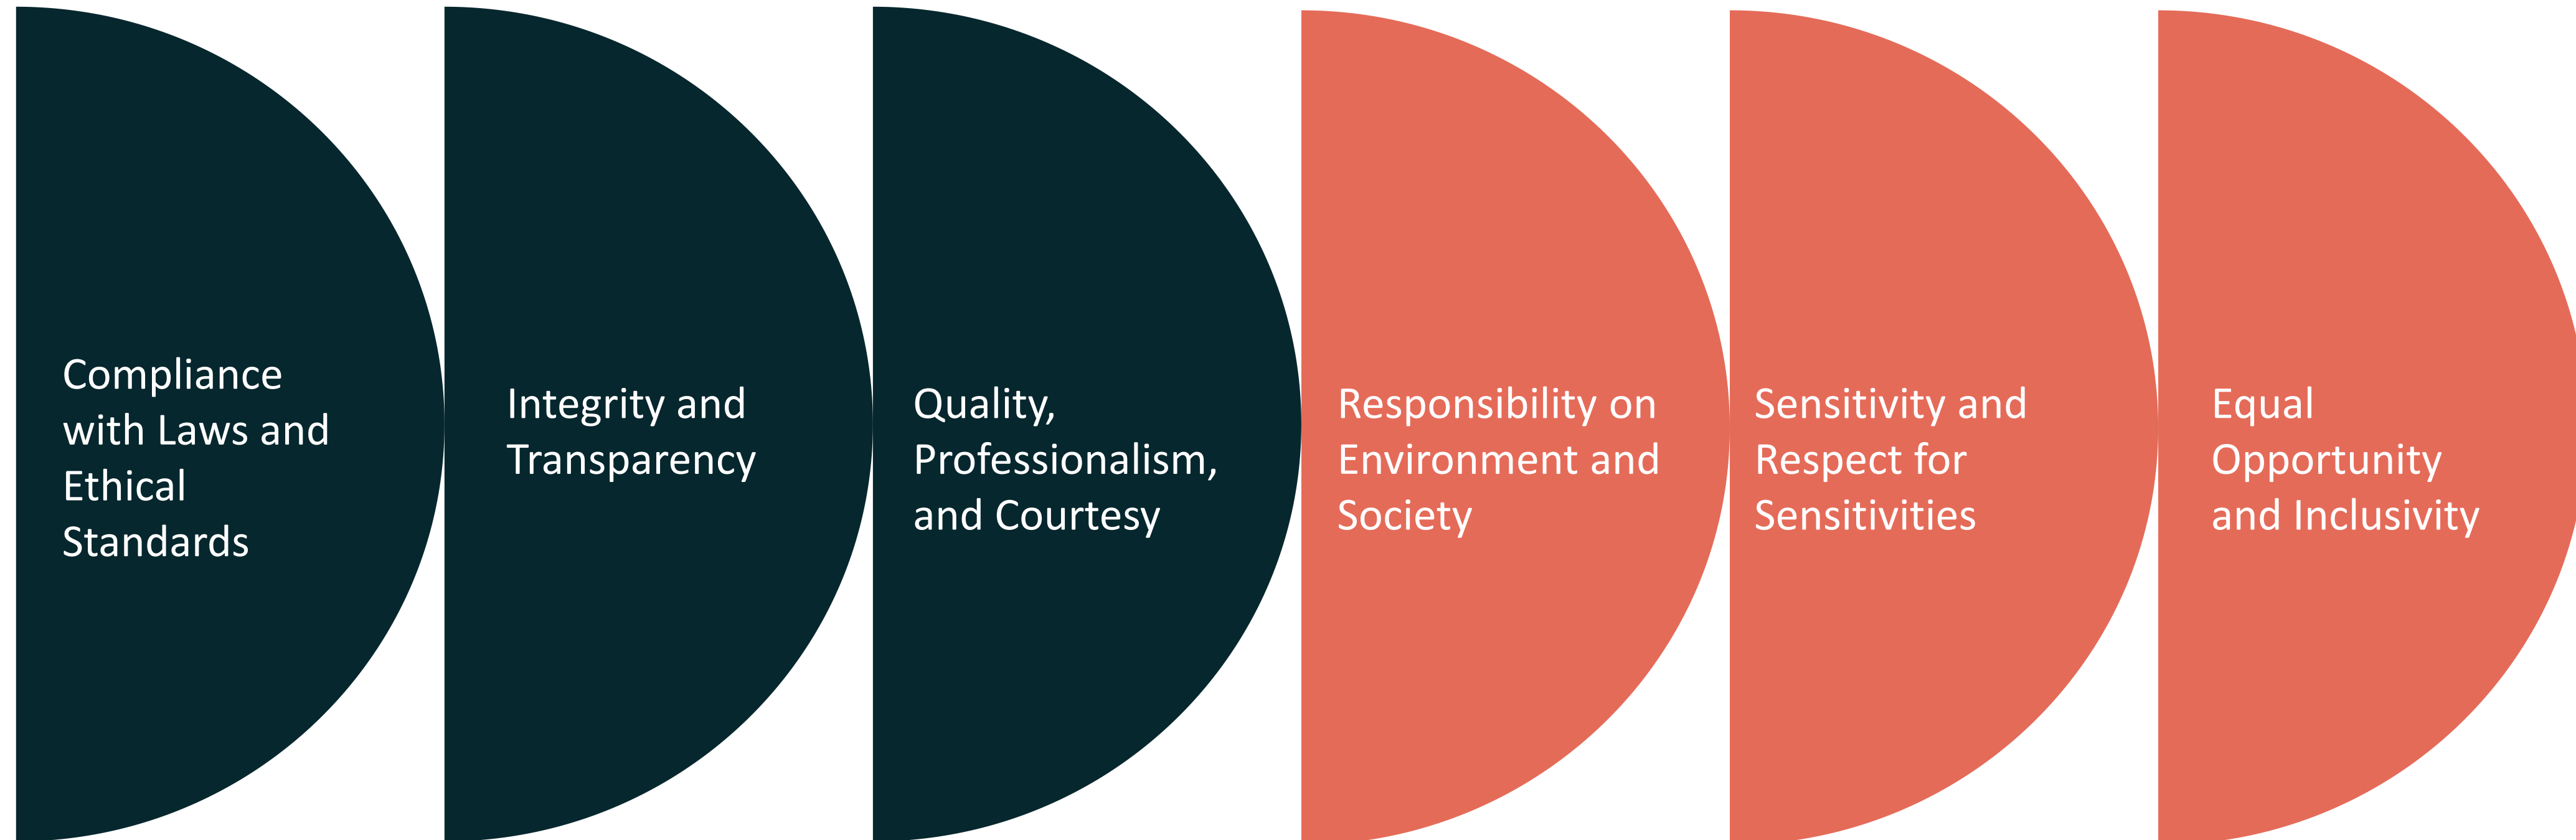 Compliance
with Laws and
Ethical
Standards
Integrity and
Transparency
Quality,
Professionalism,
and Courtesy
Responsibility on
Environment and
Society
Sensitivity and
Respect for
Sensitivities
Equal
Opportunity
and Inclusivity